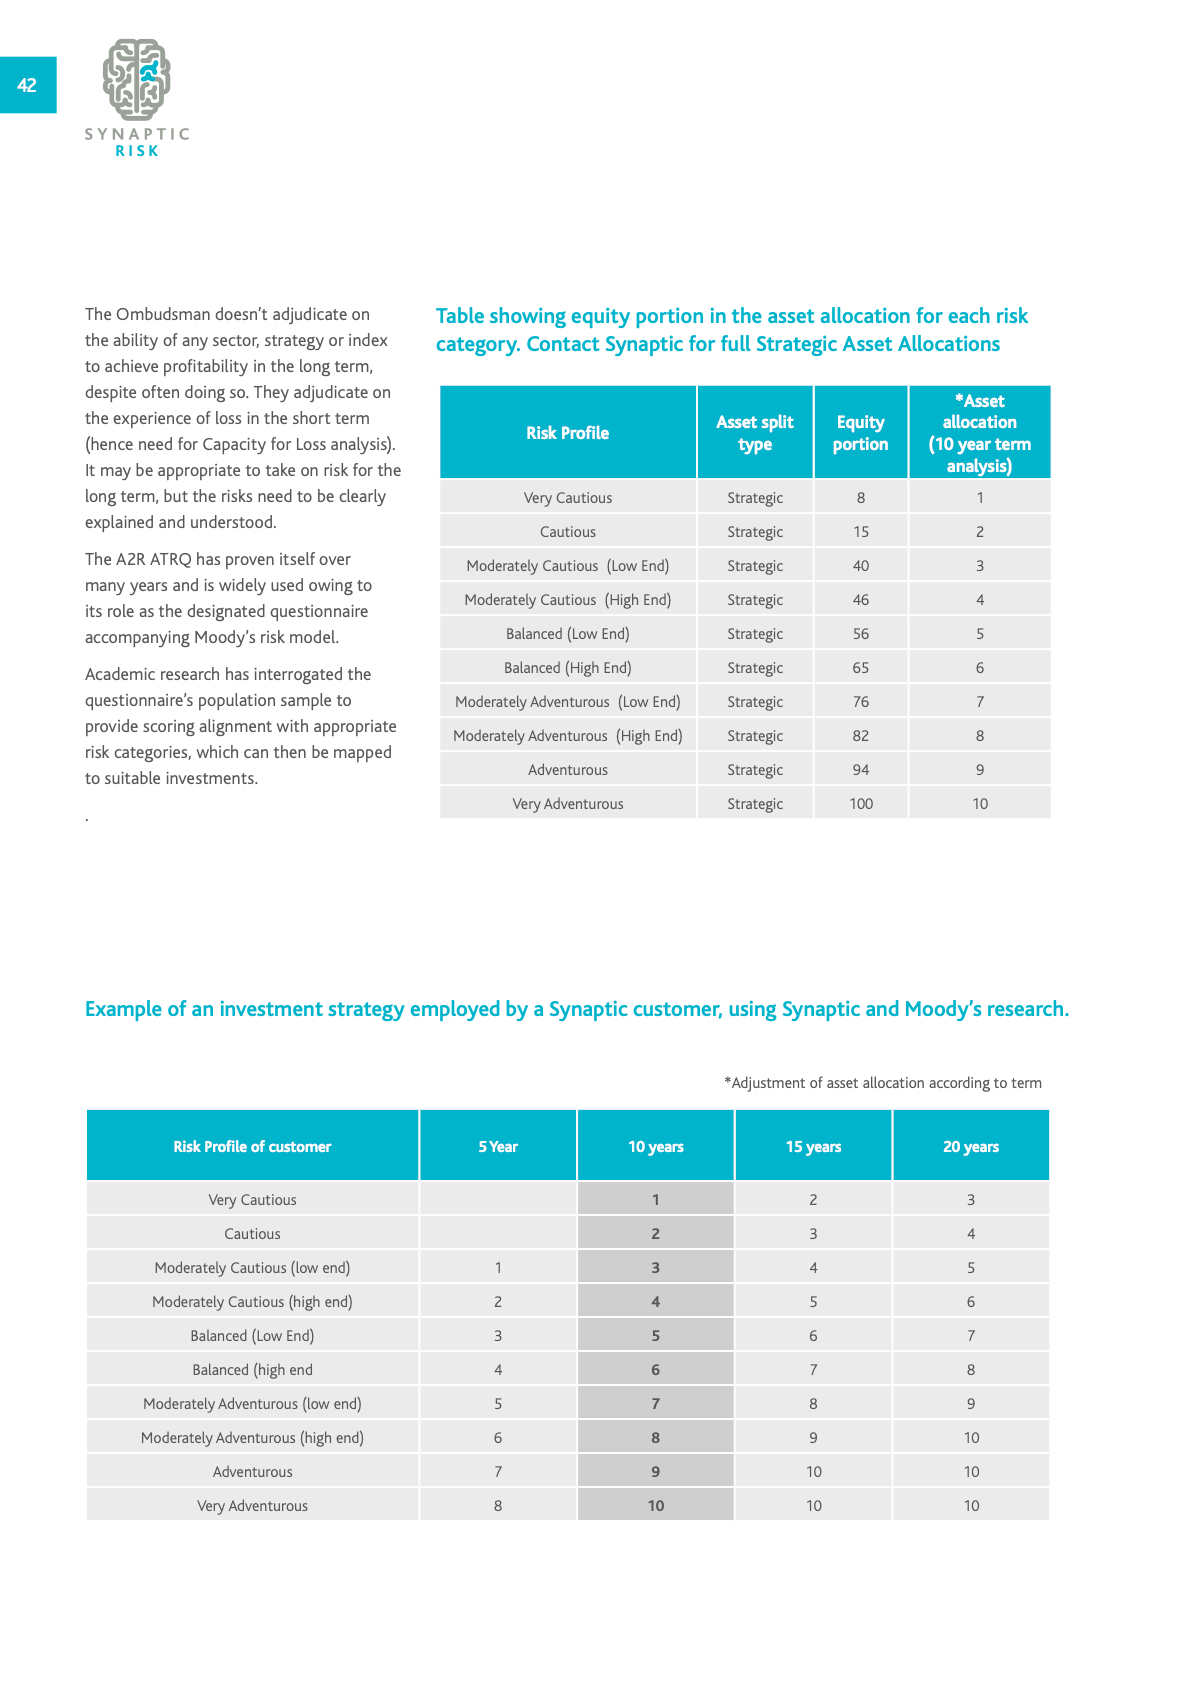 42
SYNAPTIC
RISK
The Ombudsman doesn’t adjudicate on
the ability of any sector, strategy or index
to achieve profitability in the long term,
despite often doing so. They adjudicate on
the experience of loss in the short term
(hence need for Capacity for Loss analysis).
It may be appropriate to take on risk for the
long term, but the risks need to be clearly
explained and understood.
The A2R ATRQ has proven itself over
many years and is widely used owing to
its role as the designated questionnaire
accompanying Moody’s risk model.
Academic research has interrogated the
questionnaire’s population sample to
provide scoring alignment with appropriate
risk categories, which can then be mapped
to suitable investments.
.
Table showing equity portion in the asset allocation for each risk
category. Contact Synaptic for full Strategic Asset Allocations
Risk Profile Asset split type Equity portion *Asset allocation (10 year term analysis)
Very Cautious Strategic 8 1
Cautious Strategic 15 2
Moderately Cautious (Low End) Strategic 40 3
Moderately Cautious (High End) Strategic 46 4
Balanced (Low End) Strategic 56 5
Balanced (High End) Strategic 65 6
Moderately Adventurous (Low End) Strategic 76 7
Moderately Adventurous (High End) Strategic 82 8
Adventurous Strategic 94 9
Very Adventurous Strategic 100 10
Example of an investment strategy employed by a Synaptic customer, using Synaptic and Moody’s research.
*Adjustment of asset allocation according to term
Risk Profile of customer 5 Year 10 years 15 years 20 years
Very Cautious 1 2 3
Cautious 2 3 4
Moderately Cautious (low end) 1 3 4 5
Moderately Cautious (high end) 2 4 5 6
Balanced (Low End) 3 5 6 7
Balanced (high end 4 6 7 8
Moderately Adventurous (low end) 5 7 8 9
Moderately Adventurous (high end) 6 8 9 10
Adventurous 7 9 10 10
Very Adventurous 8 10 10 10